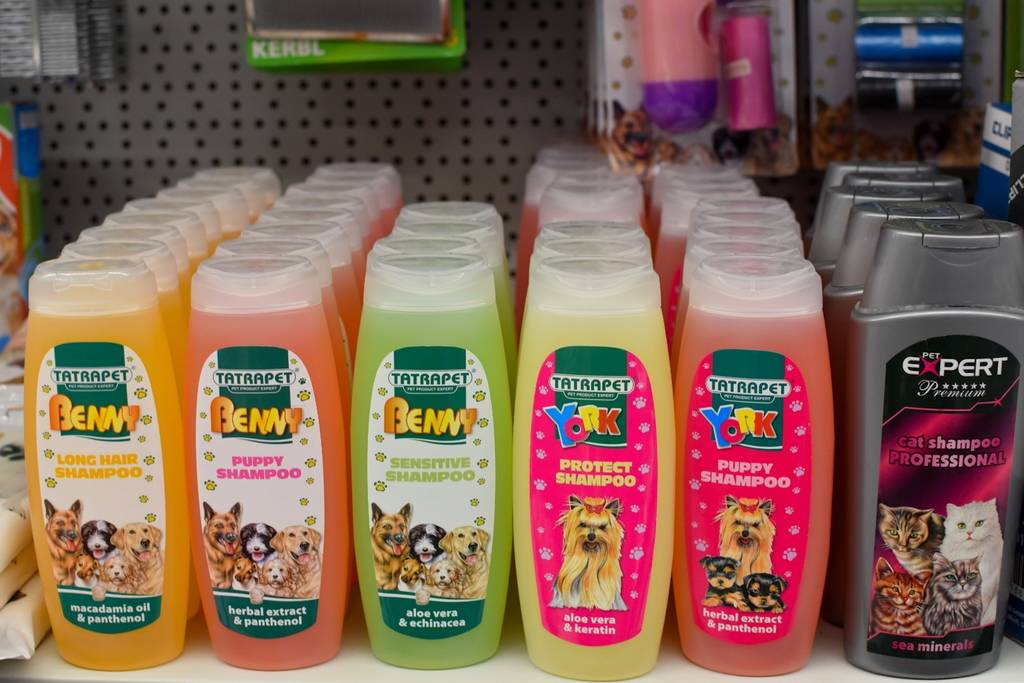 KERBL
TATRAPET
PET PRODUCT EXPERT
BENNY
LONG HAIR
SHAMPOO
macadamia oil
& panthenol
TATRAPET
PET PRODUCT EXPERT
BENNY
PUPPY
SHAMPOO
herbal extract
& panthenol
TATRAPET
PET PRODUCT EXPERT
BENNY
SENSITIVE
SHAMPOO
aloe vera
& echinacea
TATRAPET
PET PRODUCT EXPERT
YORK
PROTECT
SHAMPOO
aloe vera
& keratin
TATRAPET
PET PRODUCT EXPERT
YORK
PUPPY
SHAMPOO
herbal extract
& panthenol
PET
EXPERT
Premium
cat shampoo
PROFESSIONAL
sea minerals